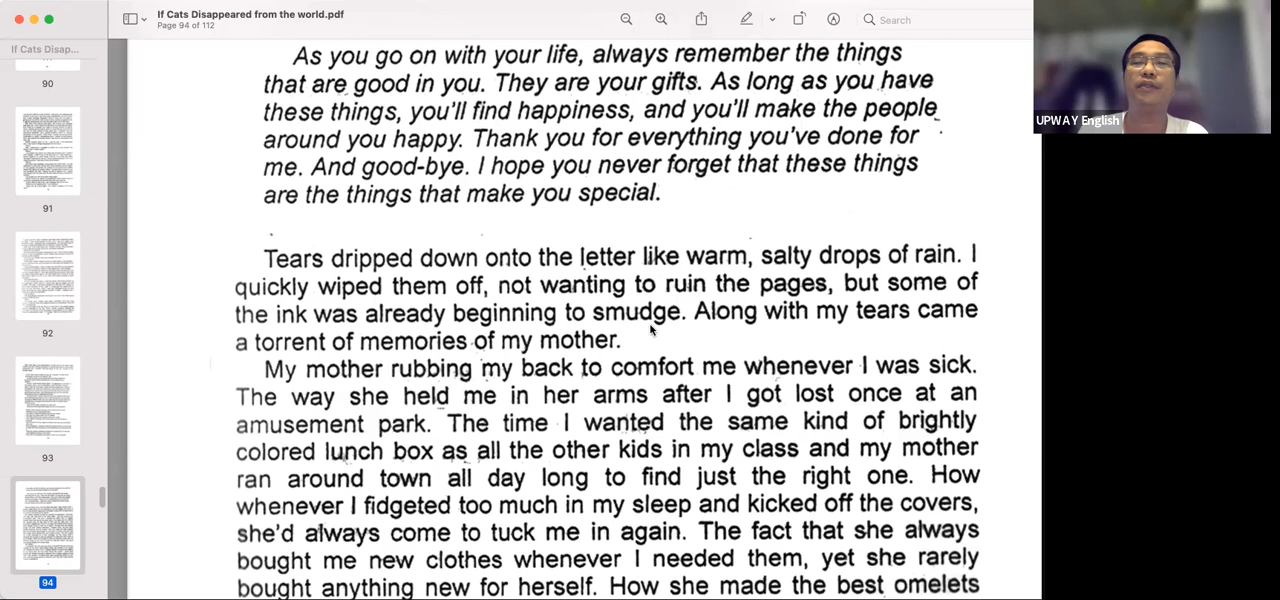 If Cats Disappeared from the world.pdf
Page 94 of 112
Search
If Cats Disap...
90
91
92
93
94
As you go on with your life, always remember the things
that are good in you. They are your gifts. As long as you have
these things, you'll find happiness, and you'll make the people
around you happy. Thank you for everything you've done for
me. And good-bye. I hope you never forget that these things
are the things that make you special.
Tears dripped down onto the letter like warm, salty drops of rain. I
quickly wiped them off, not wanting to ruin the pages, but some of
the ink was already beginning to smudge. Along with my tears came
a torrent of memories of my mother.
My mother rubbing my back to comfort me whenever I was sick.
The way she held me in her arms after I got lost once at an
amusement park. The time I wanted the same kind of brightly
colored lunch box as all the other kids in my class and my mother
ran around town all day long to find just the right one. How
whenever I fidgeted too much in my sleep and kicked off the covers,
she'd always come to tuck me in again. The fact that she always
bought me new clothes whenever I needed them, yet she rarely
bought anything new for herself. How she made the best omelets
UPWAY English